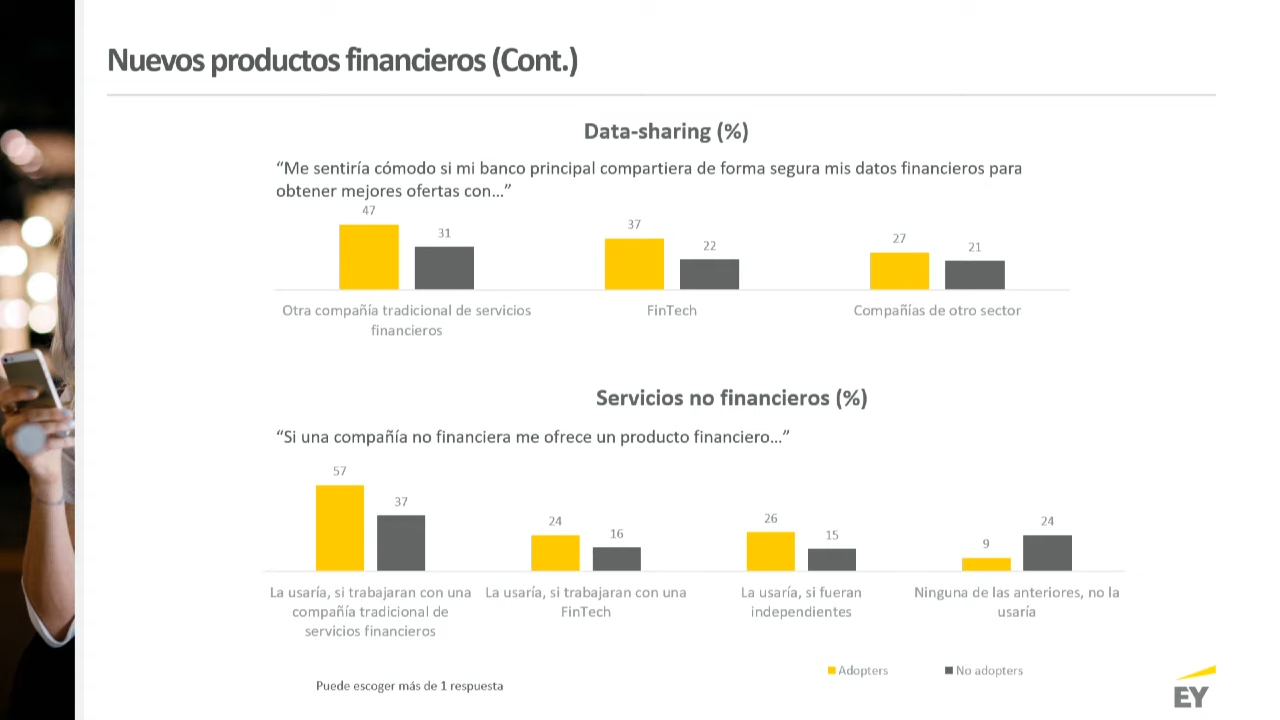 Nuevos productos financieros (Cont.)
Data-sharing (%)
“Me sentiría cómodo si mi banco principal compartiera de forma segura mis datos financieros para
obtener mejores ofertas con...”
47
31
37
22
27
21
Otra compañía tradicional de servicios
financieros
FinTech
Compañías de otro sector
Servicios no financieros (%)
“Si una compañía no financiera me ofrece un producto financiero...”
57
37
24
16
26
15
9
24
La usaría, si trabajaran con una
compañía tradicional de
servicios financieros
La usaría, si trabajaran con una
FinTech
La usaría, si fueran
independientes
Ninguna de las anteriores, no la
usaría
Adopters
No adopters
Puede escoger más de 1 respuesta
EY